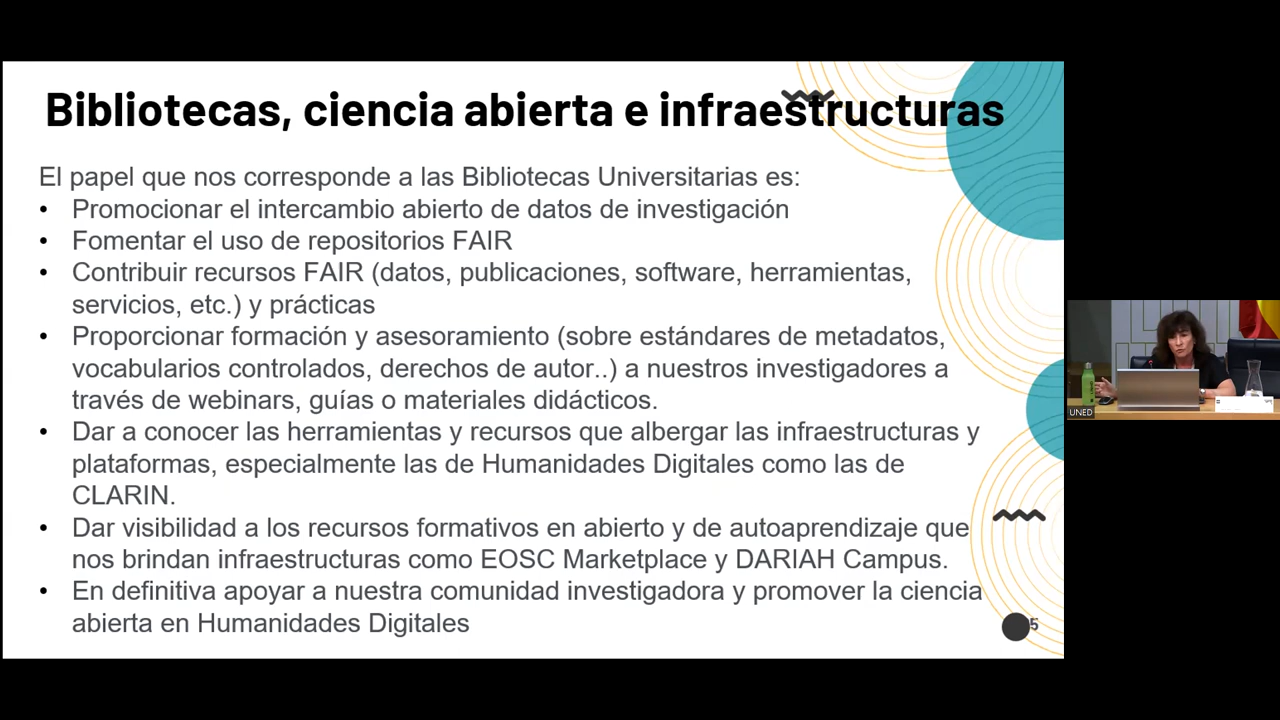 Bibliotecas, ciencia abierta e infraestructuras
El papel que nos corresponde a las Bibliotecas Universitarias es:
• Promocionar el intercambio abierto de datos de investigación
• Fomentar el uso de repositorios FAIR
• Contribuir recursos FAIR (datos, publicaciones, software, herramientas,
servicios, etc.) y prácticas
• Proporcionar formación y asesoramiento (sobre estándares de metadatos,
vocabularios controlados, derechos de autor..) a nuestros investigadores a
través de webinars, guías o materiales didácticos.
• Dar a conocer las herramientas y recursos que albergar las infraestructuras y
plataformas, especialmente las de Humanidades Digitales como las de
CLARIN.
• Dar visibilidad a los recursos formativos en abierto y de autoaprendizaje que
nos brindan infraestructuras como EOSC Marketplace y DARIAH Campus.
• En definitiva apoyar a nuestra comunidad investigadora y promover la ciencia
abierta en Humanidades Digitales
5
UNED